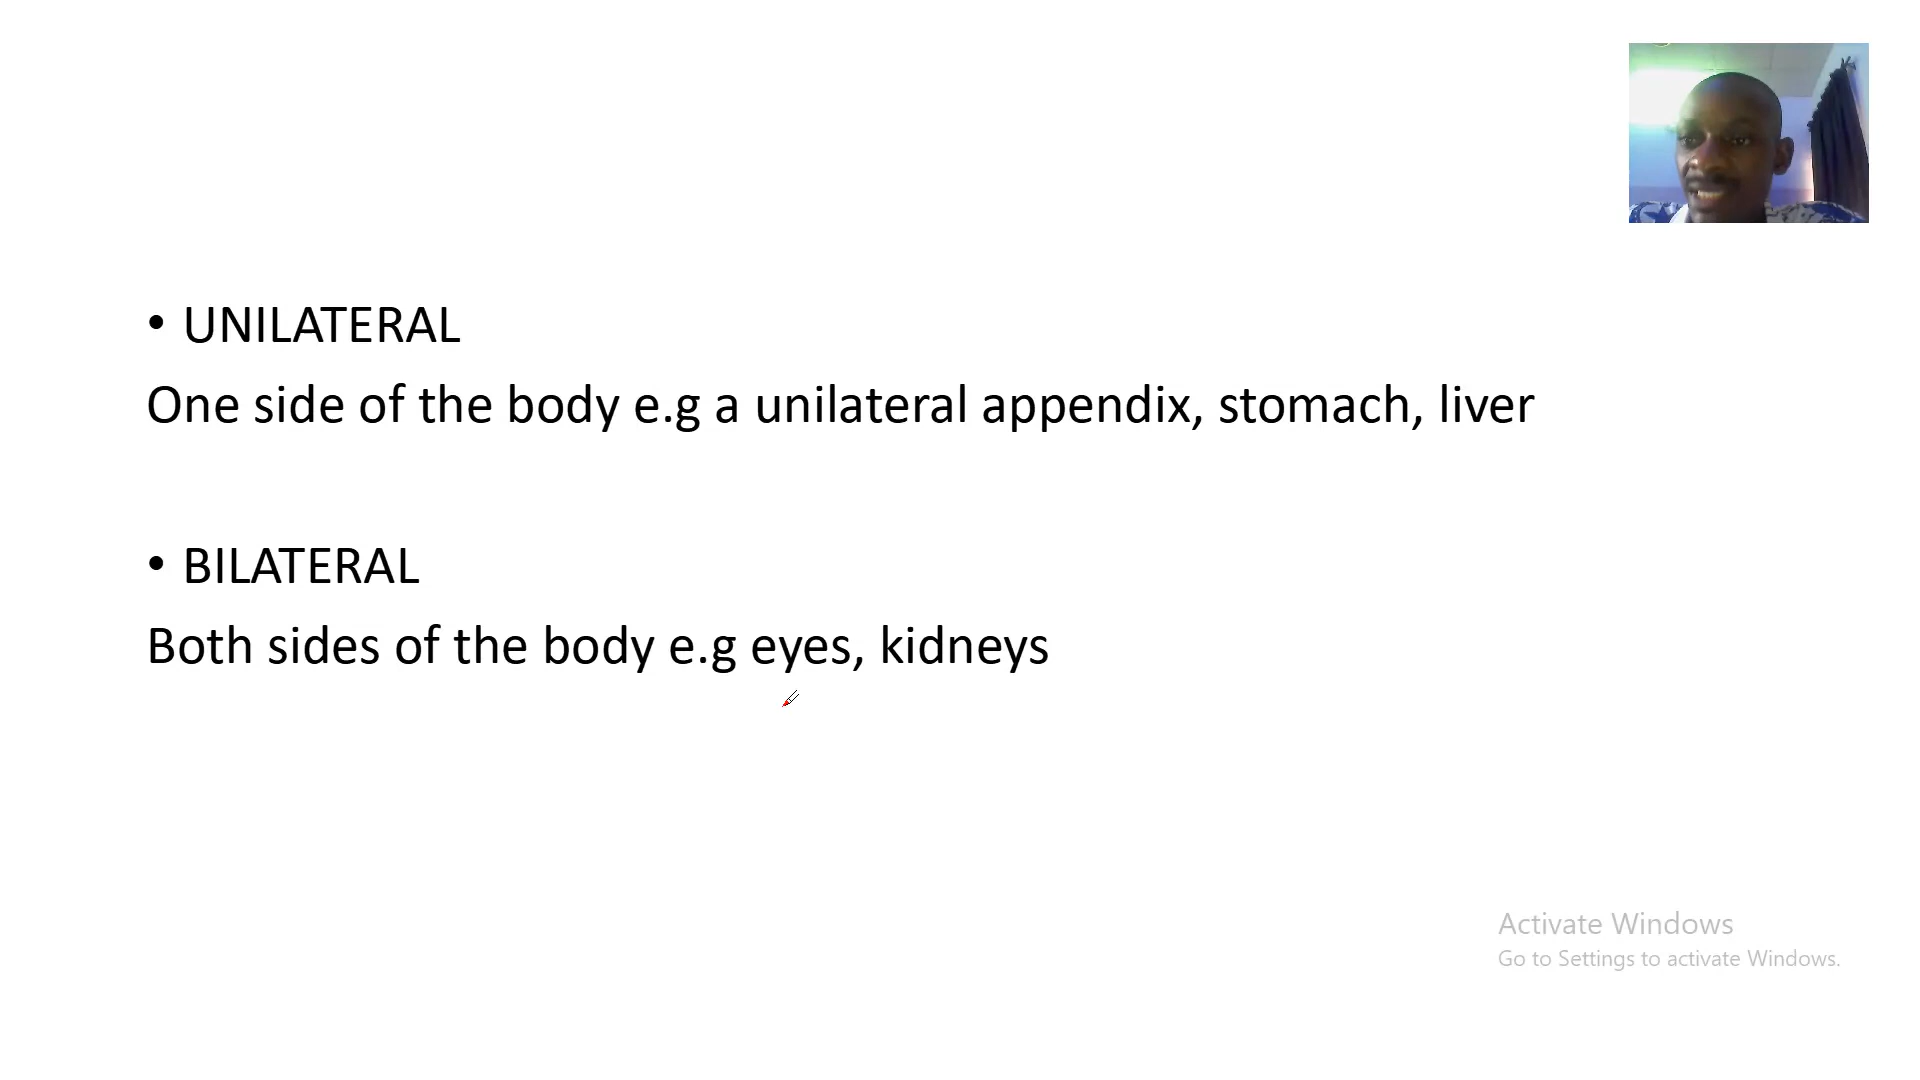 • UNILATERAL
One side of the body e.g a unilateral appendix, stomach, liver
• BILATERAL
Both sides of the body e.g eyes, kidneys
Activate Windows
Go to Settings to activate Windows.